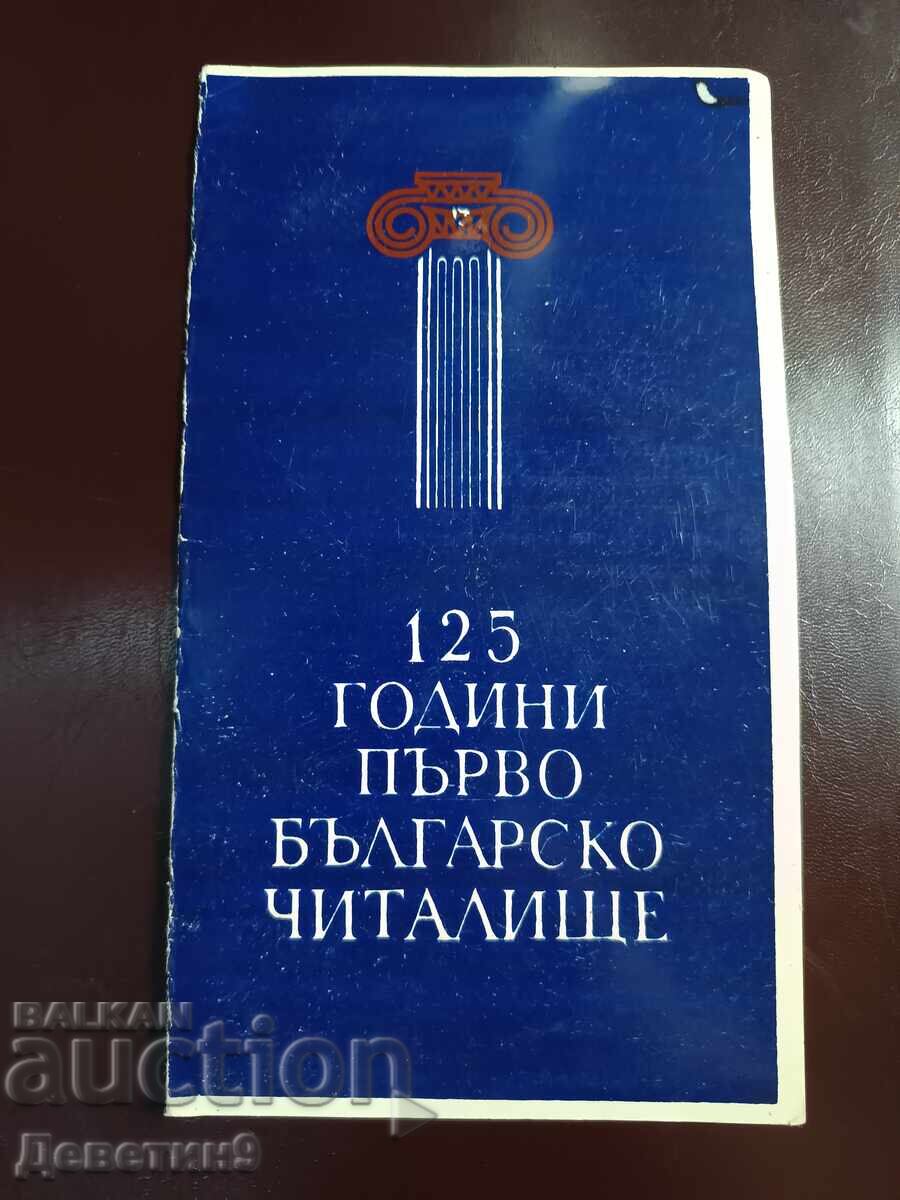 125
ГОДИНИ
ПЪРВО
БЪЛГАРСКО
ЧИТАЛИЩЕ
BALKAN
auction
Деветин9